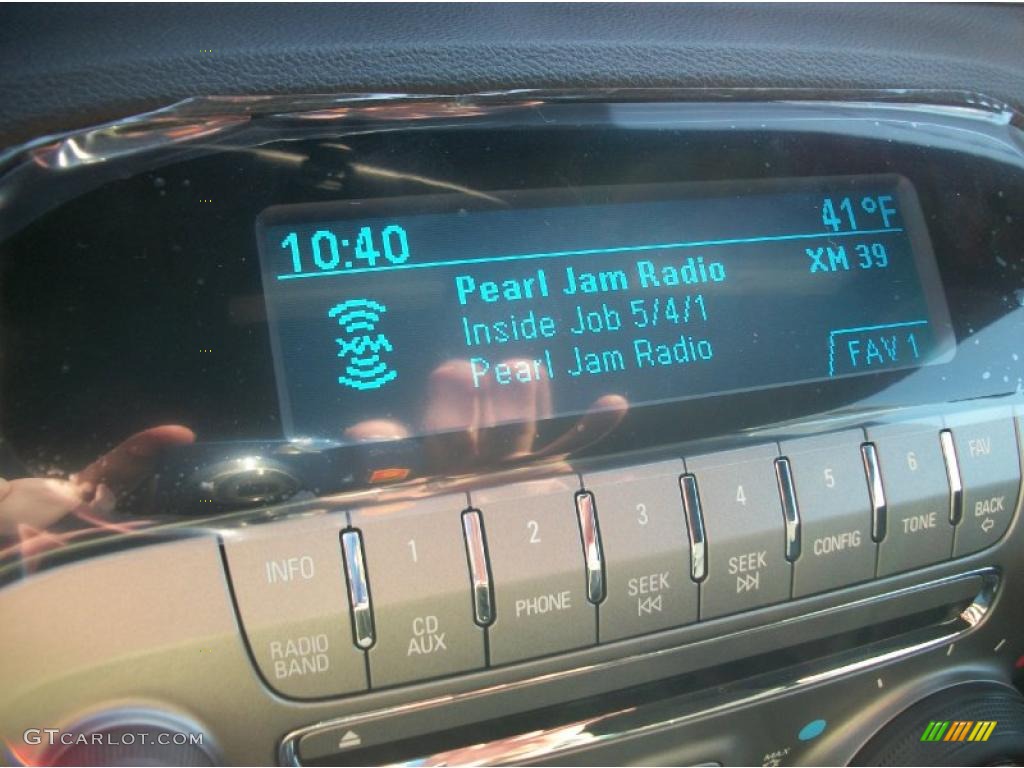 10:40
41°F
Pearl Jam Radio
XM 39
XM
Inside Job 5/4/1
Pearl Jam Radio
FAV 1
INFO
RADIO
BAND
1
CD
AUX
2
PHONE
3
SEEK
4
SEEK
5
CONFIG
6
TONE
FAV
BACK
MAX
GTCARLOT.COM